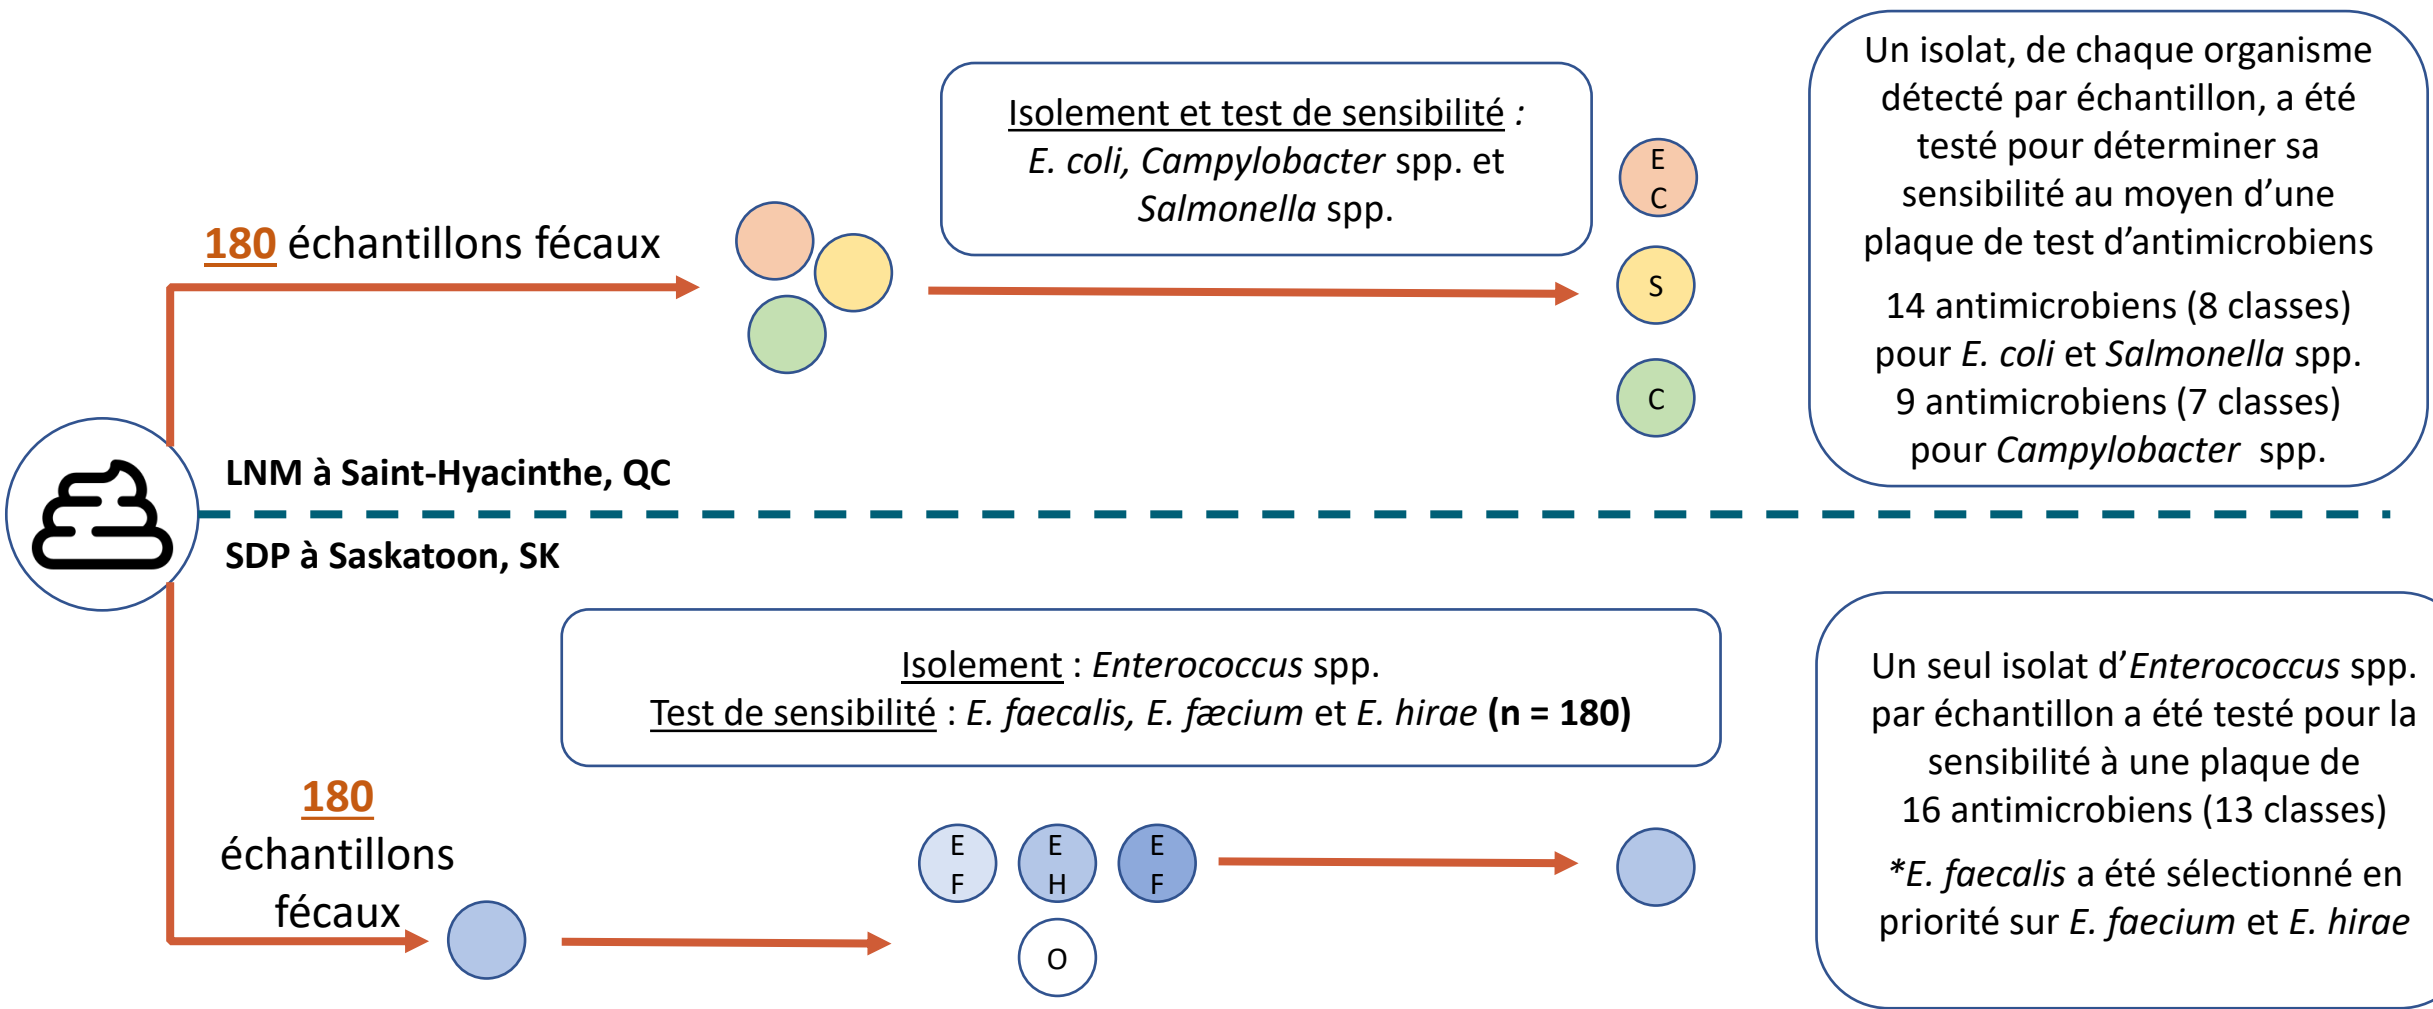 180 échantillons fécaux
Isolement et test de sensibilité :
E. coli, Campylobacter spp. et
Salmonella spp.
E
C
S
C
Un isolat, de chaque organisme
détecté par échantillon, a été
testé pour déterminer sa
sensibilité au moyen d’une
plaque de test d’antimicrobiens
14 antimicrobiens (8 classes)
pour E. coli et Salmonella spp.
9 antimicrobiens (7 classes)
pour Campylobacter spp.
LNM à Saint-Hyacinthe, QC
SDP à Saskatoon, SK
Isolement : Enterococcus spp.
Test de sensibilité : E. faecalis, E. fæcium et E. hirae (n = 180)
180
échantillons
fécaux
E
F
E
H
E
F
O
Un seul isolat d’Enterococcus spp.
par échantillon a été testé pour la
sensibilité à une plaque de
16 antimicrobiens (13 classes)
*E. faecalis a été sélectionné en
priorité sur E. faecium et E. hirae